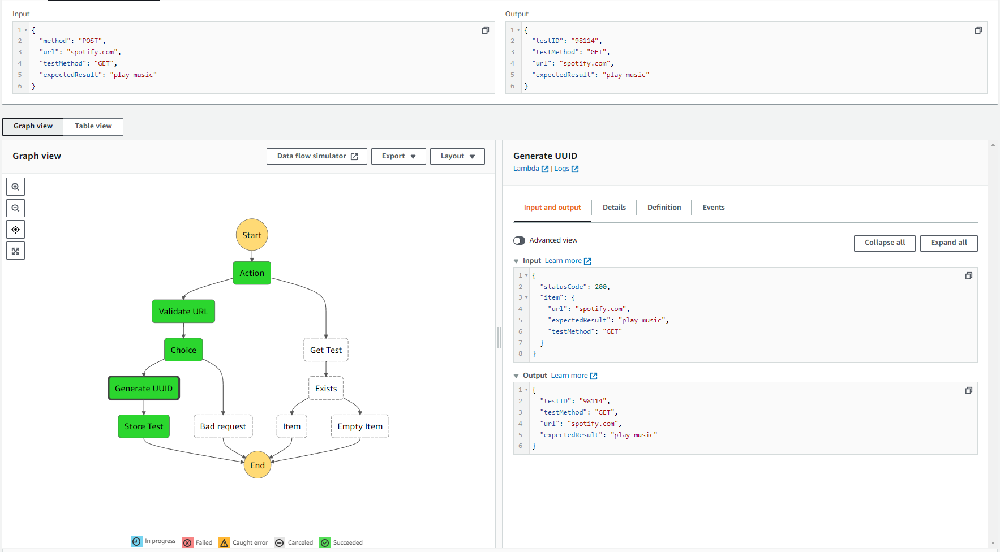 Input
1 {
2 "method": "POST",
3 "url": "spotify.com",
4 "testMethod": "GET",
5 "expectedResult": "play music"
6 }
Output
1 {
2 "testID": "98114",
3 "testMethod": "GET",
4 "url": "spotify.com",
5 "expectedResult": "play music"
6 }
Graph view
Table view
Graph view
Data flow simulator
Export
Layout
Start
Action
Validate URL
Choice
Get Test
Generate UUID
Exists
Store Test
Bad request
Item
Empty Item
End
In progress
Failed
Caught error
Canceled
Succeeded
Generate UUID
Lambda | Logs
Input and output
Details
Definition
Events
Advanced view
Collapse all
Expand all
Input Learn more
1 {
2 "statusCode": 200,
3 "item": {
4 "url": "spotify.com",
5 "expectedResult": "play music",
6 "testMethod": "GET"
7 }
8 }
Output Learn more
1 {
2 "testID": "98114",
3 "testMethod": "GET",
4 "url": "spotify.com",
5 "expectedResult": "play music"
6 }